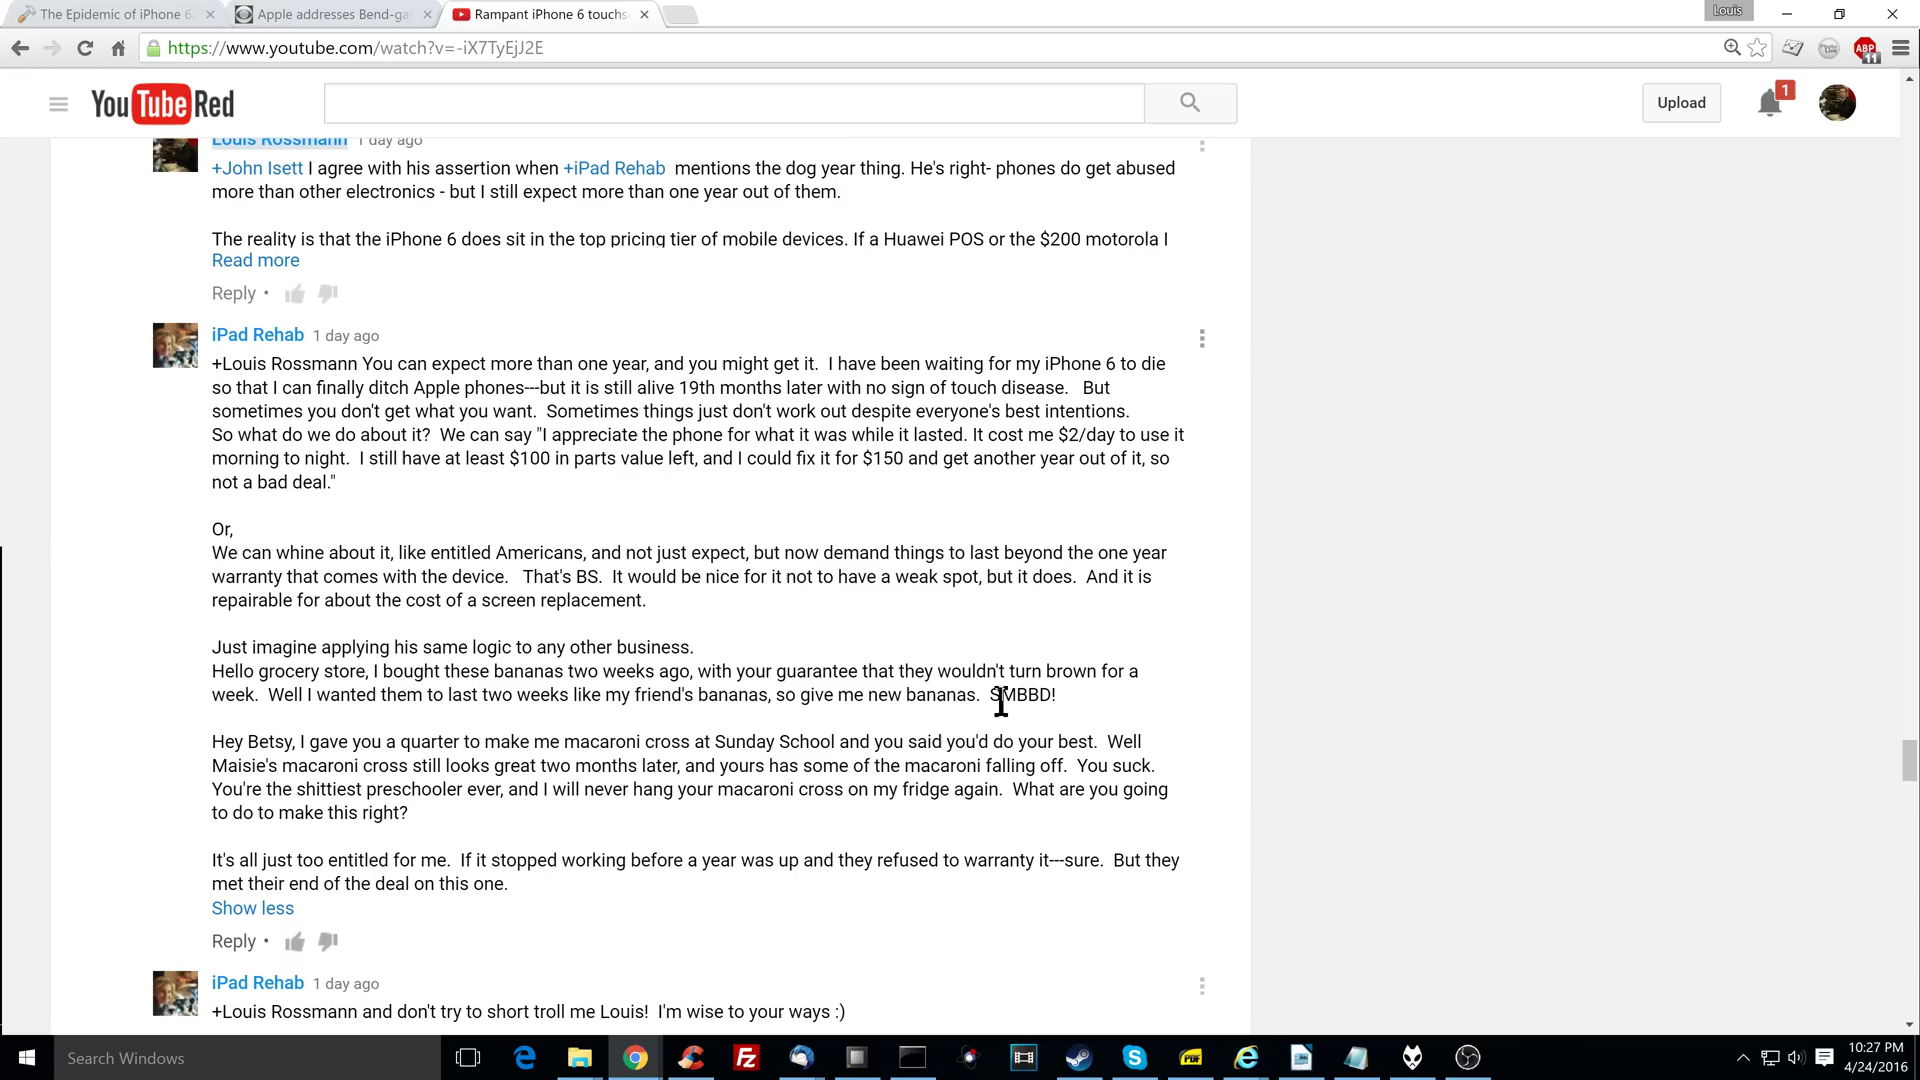 The Epidemic of iPhone 6
Apple addresses Bend-gat
Rampant iPhone 6 touchs
Louis
https://www.youtube.com/watch?v=-iX7TyEjJ2E
ABP
11
YouTube Red
Upload
1
Louis Rossmann 1 day ago
+John Isett I agree with his assertion when +iPad Rehab mentions the dog year thing. He's right- phones do get abused
more than other electronics - but I still expect more than one year out of them.
The reality is that the iPhone 6 does sit in the top pricing tier of mobile devices. If a Huawei POS or the $200 motorola I
Read more
Reply •
iPad Rehab 1 day ago
+Louis Rossmann You can expect more than one year, and you might get it. I have been waiting for my iPhone 6 to die
so that I can finally ditch Apple phones---but it is still alive 19th months later with no sign of touch disease. But
sometimes you don't get what you want. Sometimes things just don't work out despite everyone's best intentions.
So what do we do about it? We can say "I appreciate the phone for what it was while it lasted. It cost me $2/day to use it
morning to night. I still have at least $100 in parts value left, and I could fix it for $150 and get another year out of it, so
not a bad deal."
Or,
We can whine about it, like entitled Americans, and not just expect, but now demand things to last beyond the one year
warranty that comes with the device. That's BS. It would be nice for it not to have a weak spot, but it does. And it is
repairable for about the cost of a screen replacement.
Just imagine applying his same logic to any other business.
Hello grocery store, I bought these bananas two weeks ago, with your guarantee that they wouldn't turn brown for a
week. Well I wanted them to last two weeks like my friend's bananas, so give me new bananas. SMBBD!
Hey Betsy, I gave you a quarter to make me macaroni cross at Sunday School and you said you'd do your best. Well
Maisie's macaroni cross still looks great two months later, and yours has some of the macaroni falling off. You suck.
You're the shittiest preschooler ever, and I will never hang your macaroni cross on my fridge again. What are you going
to do to make this right?
It's all just too entitled for me. If it stopped working before a year was up and they refused to warranty it---sure. But they
met their end of the deal on this one.
Show less
Reply •
iPad Rehab 1 day ago
+Louis Rossmann and don't try to short troll me Louis! I'm wise to your ways :)
Search Windows
PDF
10:27 PM
4/24/2016